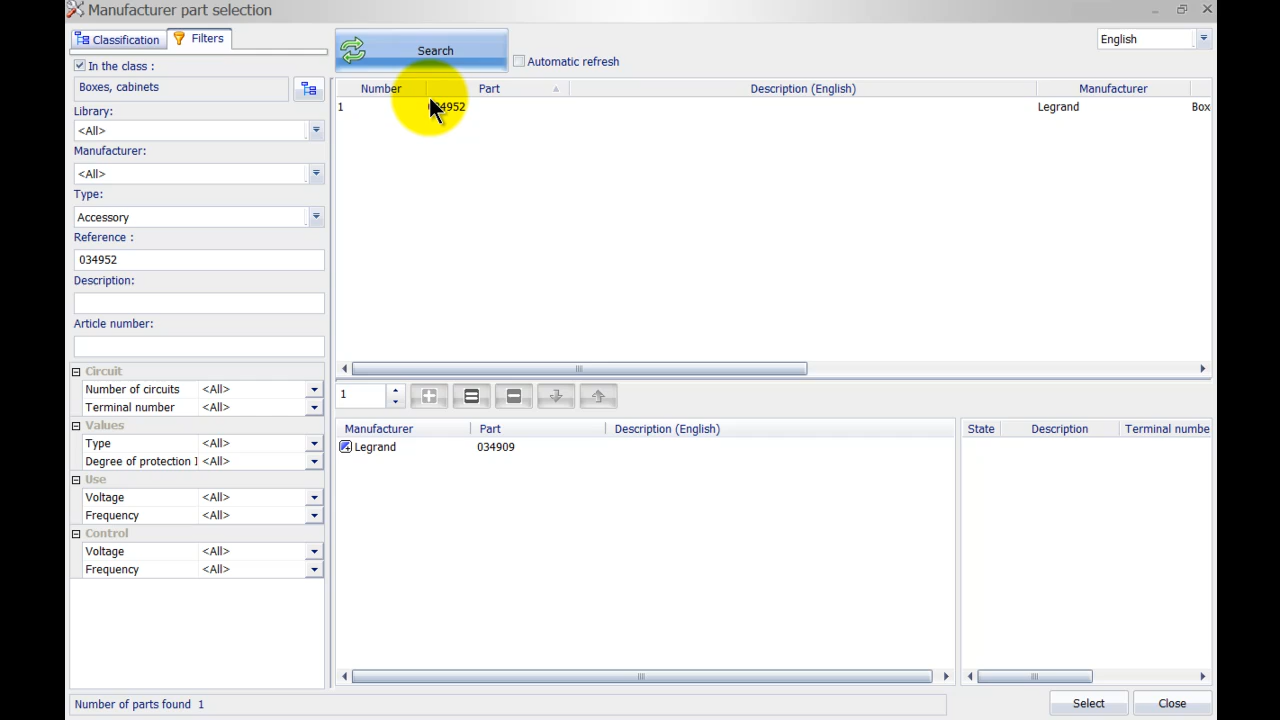 Manufacturer part selection
Classification
Filters
In the class :
Boxes, cabinets
Library:
<All>
Manufacturer:
<All>
Type:
Accessory
Reference :
034952
Description:
Article number:
Circuit
Number of circuits <All>
Terminal number <All>
Values
Type <All>
Degree of protection I <All>
Use
Voltage <All>
Frequency <All>
Control
Voltage <All>
Frequency <All>
Number of parts found 1
Search
Automatic refresh
English
Number Part Description (English) Manufacturer
1 4952 Legrand Box
1
Manufacturer Part Description (English)
Legrand 034909
State Description Terminal numbe
Select
Close